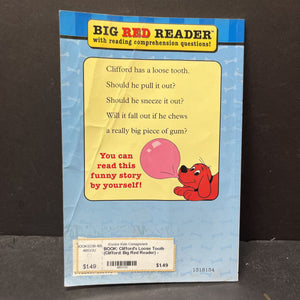 BIG RED READER™
with reading comprehension questions!
Clifford has a loose tooth.
Should he pull it out?
Should he sneeze it out?
Will it fall out if he chews
a really big piece of gum?
You can
read this
funny story
by yourself!
BOOK: Clifford's Loose Tooth
(Clifford: Big Red Reader) -
$1.49
$1.49